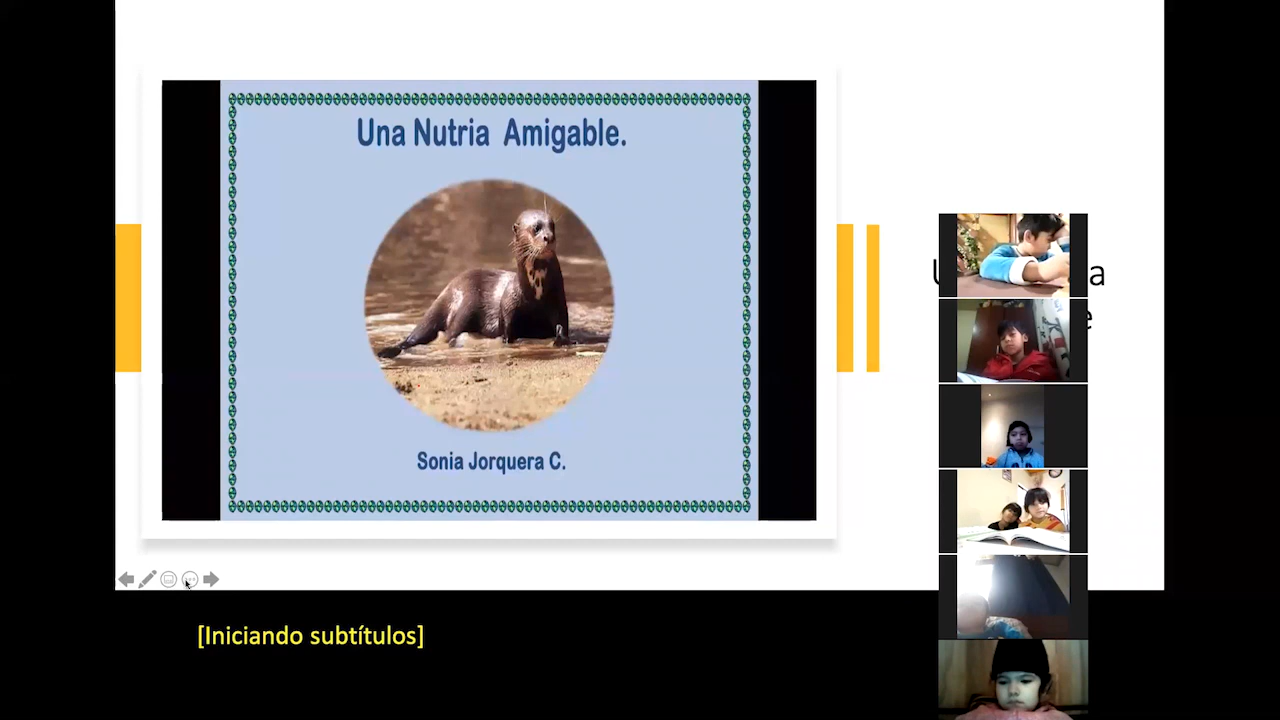 Una Nutria Amigable.
Sonia Jorquera C.
[Iniciando subtítulos]